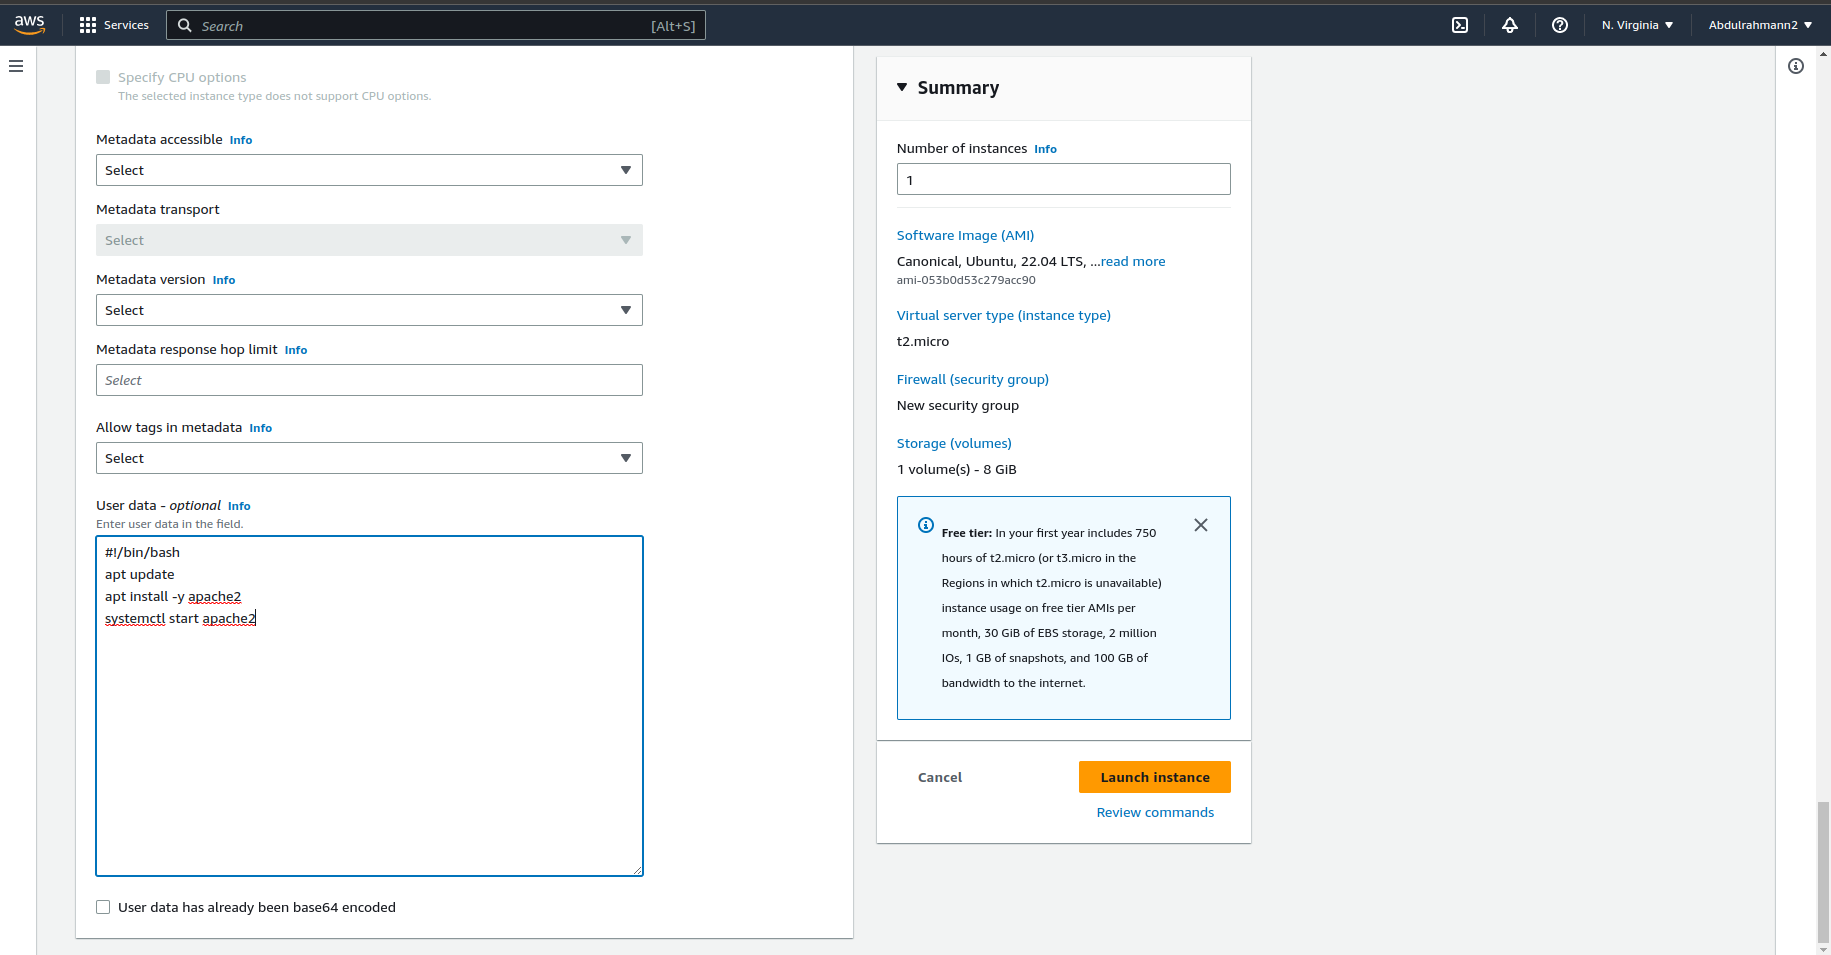 aws
Services
Search
[Alt+S]
N. Virginia
Abdulrahmann2
Specify CPU options
The selected instance type does not support CPU options.
Metadata accessible Info
Select
Metadata transport
Select
Metadata version Info
Select
Metadata response hop limit Info
Select
Allow tags in metadata Info
Select
User data - optional Info
Enter user data in the field.
#!/bin/bash
apt update
apt install -y apache2
systemctl start apache2
User data has already been base64 encoded
Summary
Number of instances Info
1
Software Image (AMI)
Canonical, Ubuntu, 22.04 LTS, ...read more
ami-053b0d53c279acc90
Virtual server type (instance type)
t2.micro
Firewall (security group)
New security group
Storage (volumes)
1 volume(s) - 8 GiB
Free tier: In your first year includes 750
hours of t2.micro (or t3.micro in the
Regions in which t2.micro is unavailable)
instance usage on free tier AMIs per
month, 30 GiB of EBS storage, 2 million
IOs, 1 GB of snapshots, and 100 GB of
bandwidth to the internet.
Cancel
Launch instance
Review commands